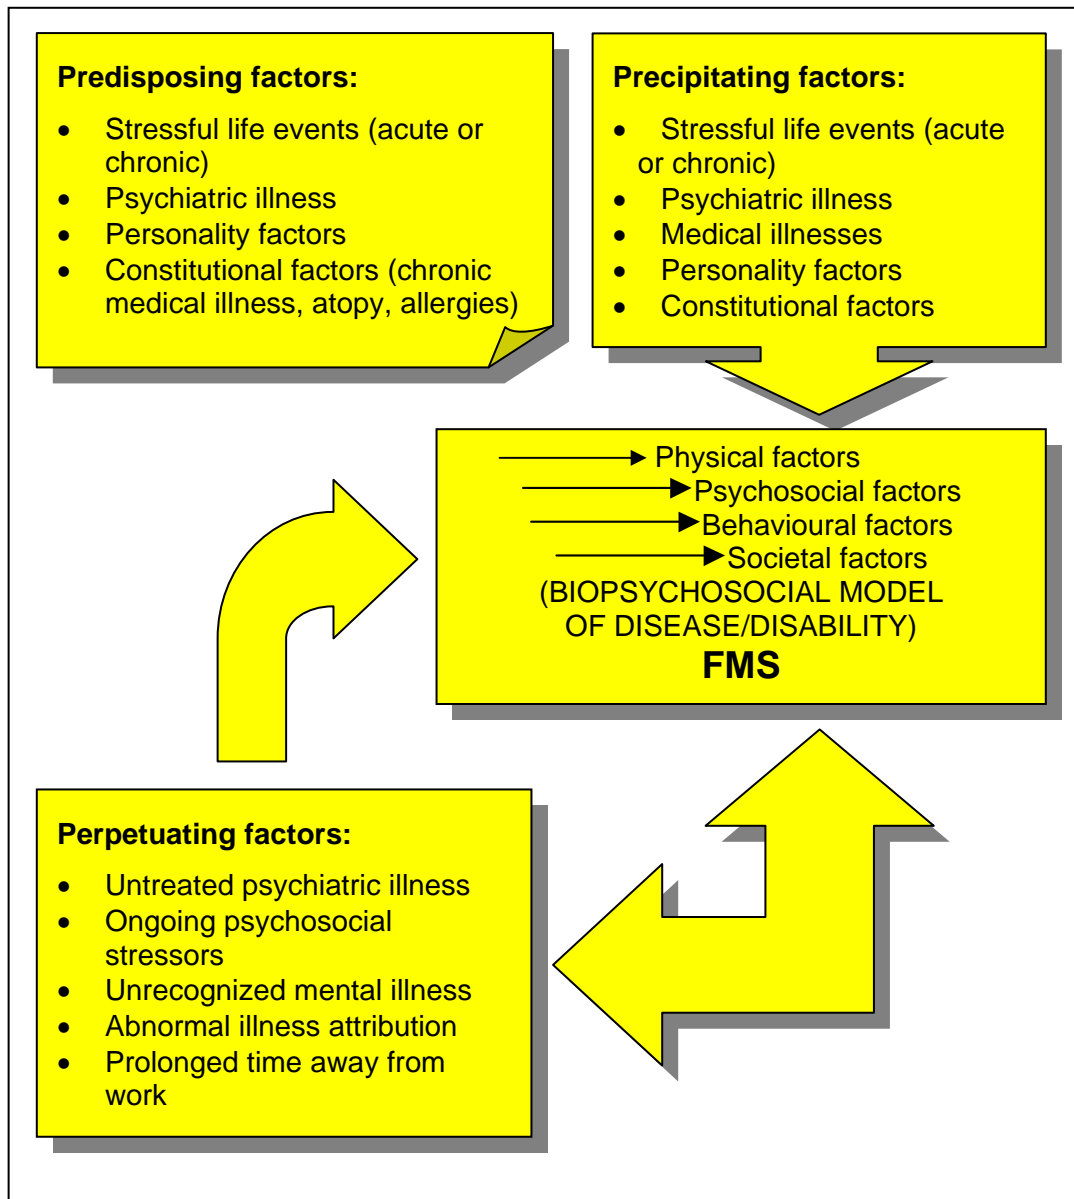 Predisposing factors:
• Stressful life events (acute or
chronic)
• Psychiatric illness
• Personality factors
• Constitutional factors (chronic
medical illness, atopy, allergies)
Precipitating factors:
• Stressful life events (acute
or chronic)
• Psychiatric illness
• Medical illnesses
• Personality factors
• Constitutional factors
Physical factors
Psychosocial factors
Behavioural factors
Societal factors
(BIOPSYCHOSOCIAL MODEL
OF DISEASE/DISABILITY)
FMS
Perpetuating factors:
• Untreated psychiatric illness
• Ongoing psychosocial
stressors
• Unrecognized mental illness
• Abnormal illness attribution
• Prolonged time away from
work